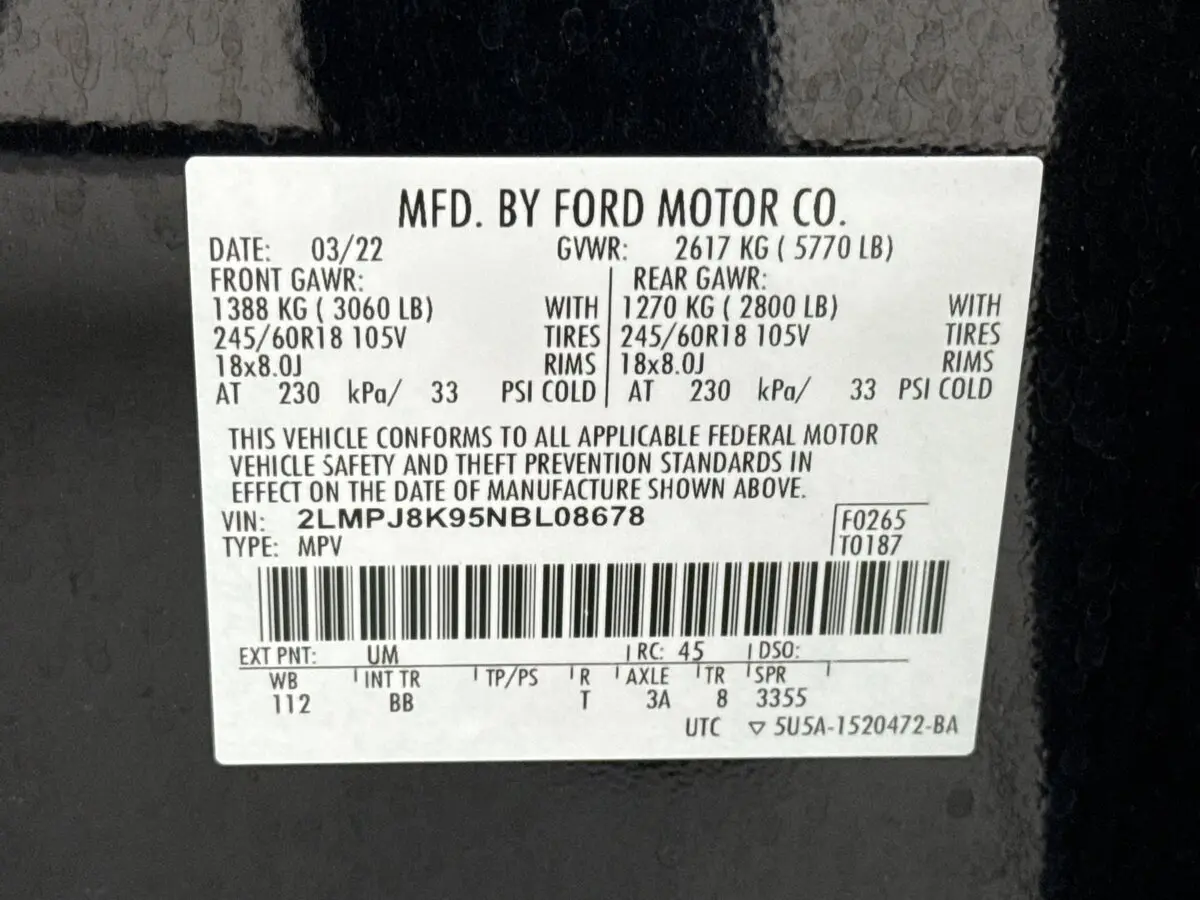 MFD. BY FORD MOTOR CO.
DATE: 03/22 GVWR: 2617 KG ( 5770 LB)
FRONT GAWR: REAR GAWR:
1388 KG ( 3060 LB) WITH 1270 KG ( 2800 LB) WITH
245/60R18 105V TIRES 245/60R18 105V TIRES
18x8.0J RIMS 18x8.0J RIMS
AT 230 kPa/ 33 PSI COLD AT 230 kPa/ 33 PSI COLD
THIS VEHICLE CONFORMS TO ALL APPLICABLE FEDERAL MOTOR
VEHICLE SAFETY AND THEFT PREVENTION STANDARDS IN
EFFECT ON THE DATE OF MANUFACTURE SHOWN ABOVE.
VIN: 2LMPJ8K95NBL08678 F0265
TYPE: MPV T0187
EXT PNT: UM RC: 45 DSO:
WB INT TR TP/PS R AXLE TR SPR
112 BB T 3A 8 3355
UTC ▽ 5U5A-1520472-BA